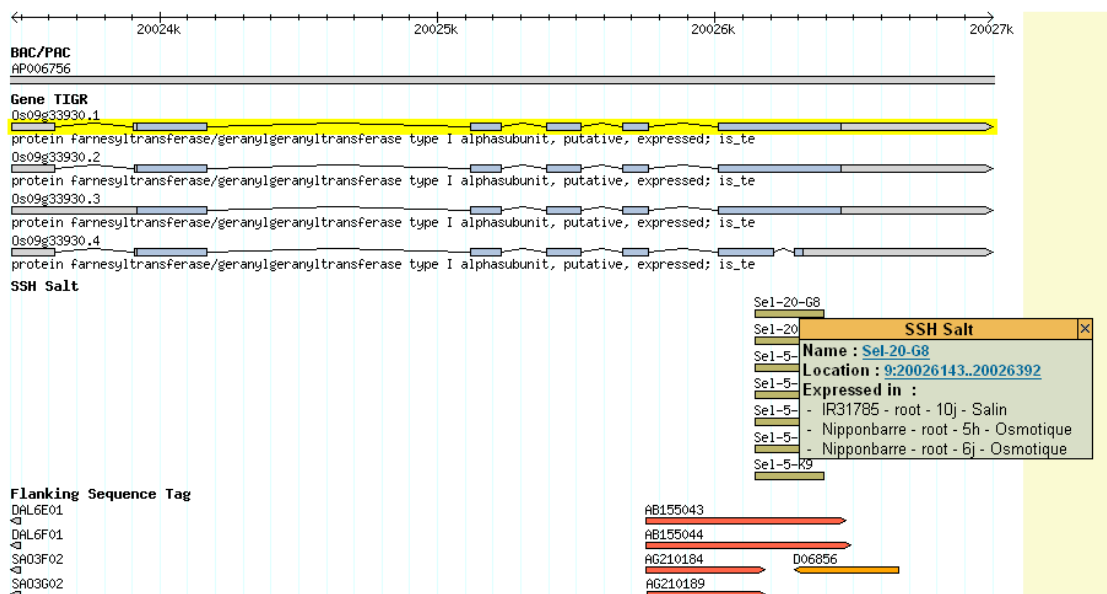 20024k 20025k 20026k 20027k
BAC/PAC
AP006756
Gene TIGR
Os09g33930.1
protein farnesyltransferase/geranylgeranyltransferase type I alphasubunit, putative, expressed; is_te
Os09g33930.2
protein farnesyltransferase/geranylgeranyltransferase type I alphasubunit, putative, expressed; is_te
Os09g33930.3
protein farnesyltransferase/geranylgeranyltransferase type I alphasubunit, putative, expressed; is_te
Os09g33930.4
protein farnesyltransferase/geranylgeranyltransferase type I alphasubunit, putative, expressed; is_te
SSH Salt
Sel-20-G8
Sel-20
Sel-5-
Sel-5-
Sel-5-
Sel-5-
Sel-5-K9
SSH Salt
Name : Sel-20-G8
Location : 9:20026143..20026392
Expressed in :
- IR31785 - root - 10j - Salin
- Nipponbarre - root - 5h - Osmotique
- Nipponbarre - root - 6j - Osmotique
Flanking Sequence Tag
DAL6E01 AB155043
DAL6F01 AB155044
SA03F02 AG210184 D06856
SA03G02 AG210189